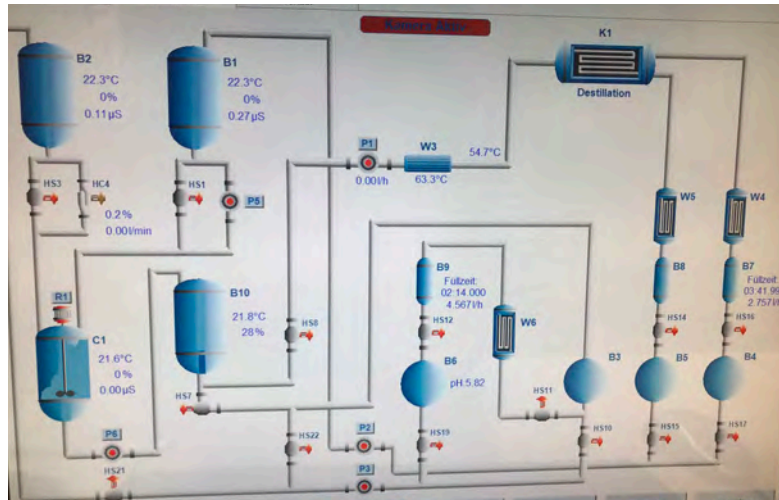 K1
Destillation
B2
22.3°C
0%
0.11µS
B1
22.3°C
0%
0.27µS
P1
0.00l/h
W3
63.3°C
54.7°C
HS3
HC4
0.2%
0.00l/min
HS1
P5
W5
W4
R1
C1
21.6°C
0%
0.00µS
B10
21.8°C
28%
HS8
B9
Füllzeit:
02:14.000
4.567l/h
HS12
W6
B8
B7
Füllzeit:
2.757l/
HS14
HS16
B6
pH:5.82
B3
B5
B4
HS7
HS11
HS22
P2
HS19
HS10
HS15
HS17
P6
HS21
P3